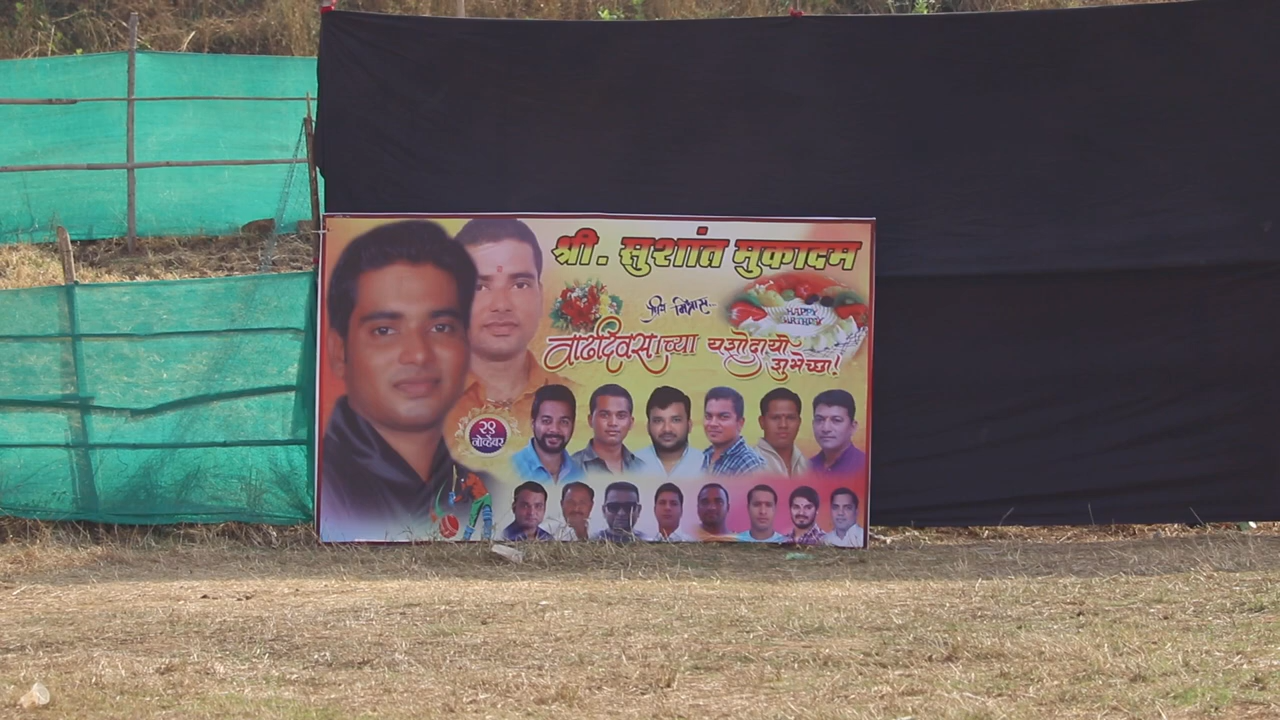 श्री. सुशांत मुकादम
प्रिय मित्रास...
HAPPY
BIRTHDAY
वाढदिवसाच्या यशोदायी
शुभेच्छा!
२९
नोव्हेंबर